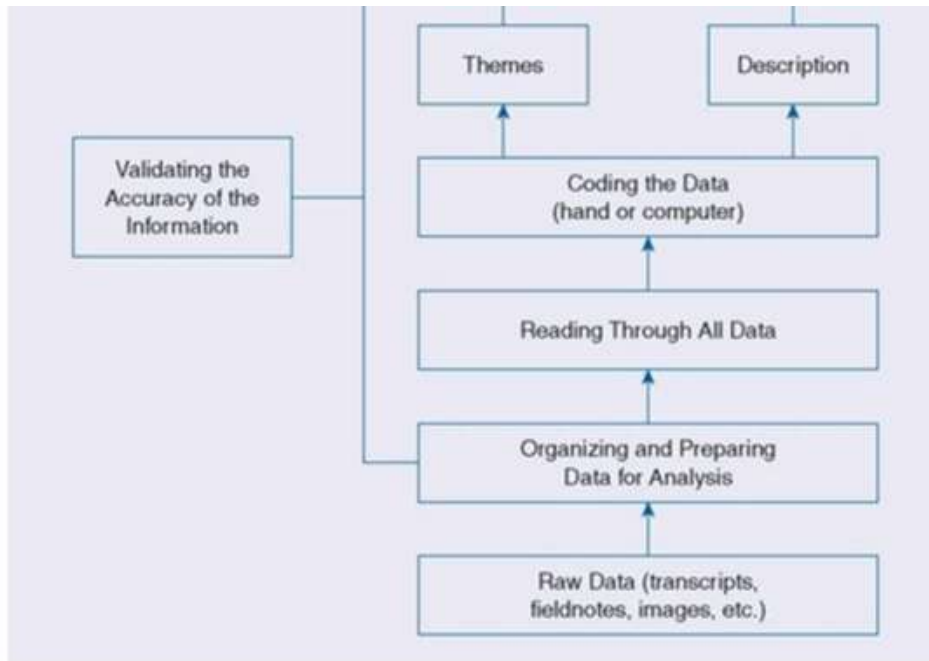 Themes
Description
Validating the
Accuracy of the
Information
Coding the Data
(hand or computer)
Reading Through All Data
Organizing and Preparing
Data for Analysis
Raw Data (transcripts,
fieldnotes, images, etc.)